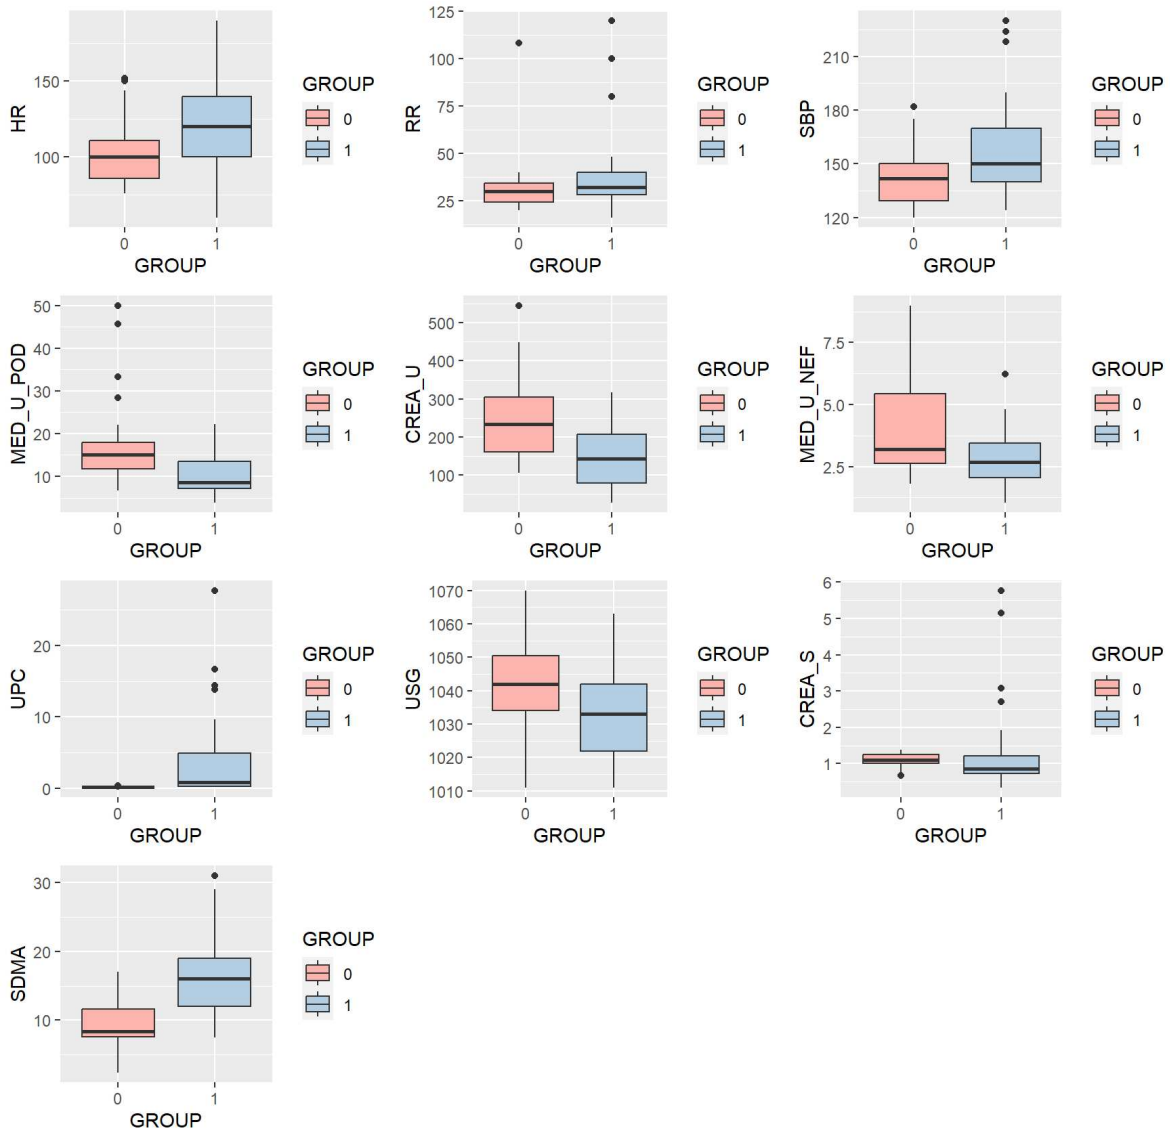 HR
150
100
0
1
GROUP
GROUP
0
1
RR
125
100
75
50
25
0
1
GROUP
GROUP
0
1
SBP
210
180
150
120
0
1
GROUP
GROUP
0
1
MED_U_POD
50
40
30
20
10
0
1
GROUP
GROUP
0
1
CREA_U
500
400
300
200
100
0
1
GROUP
GROUP
0
1
MED_U_NEF
7.5
5.0
2.5
0
1
GROUP
GROUP
0
1
UPC
20
10
0
0
1
GROUP
GROUP
0
1
USG
1070
1060
1050
1040
1030
1020
1010
0
1
GROUP
GROUP
0
1
CREA_S
6
5
4
3
2
1
0
1
GROUP
GROUP
0
1
SDMA
30
20
10
0
1
GROUP
GROUP
0
1